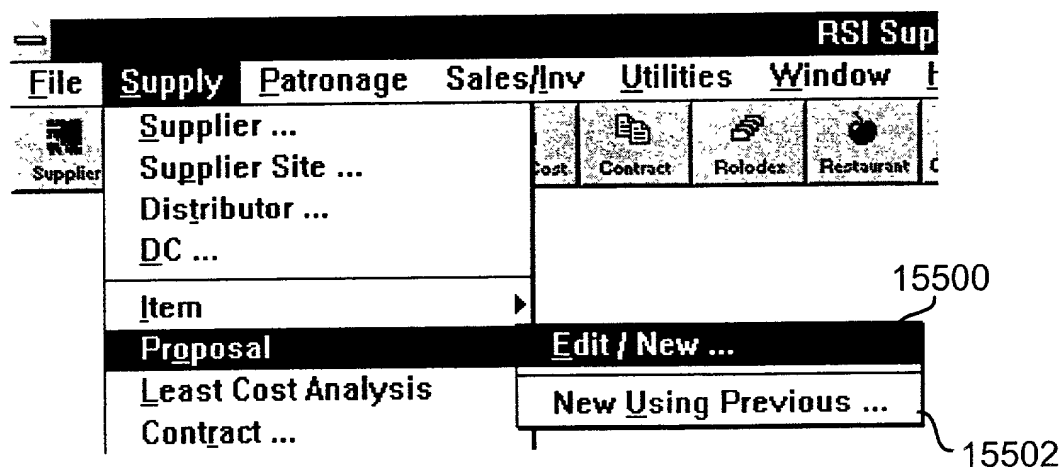 RSI Sup
File Supply Patronage Sales/Inv Utilities Window H
Supplier Cost Contract Rolodex Restaurant
Supplier ...
Supplier Site ...
Distributor ...
DC ...
15500
Item
Proposal Edit / New ...
Least Cost Analysis New Using Previous ...
Contract ...
15502